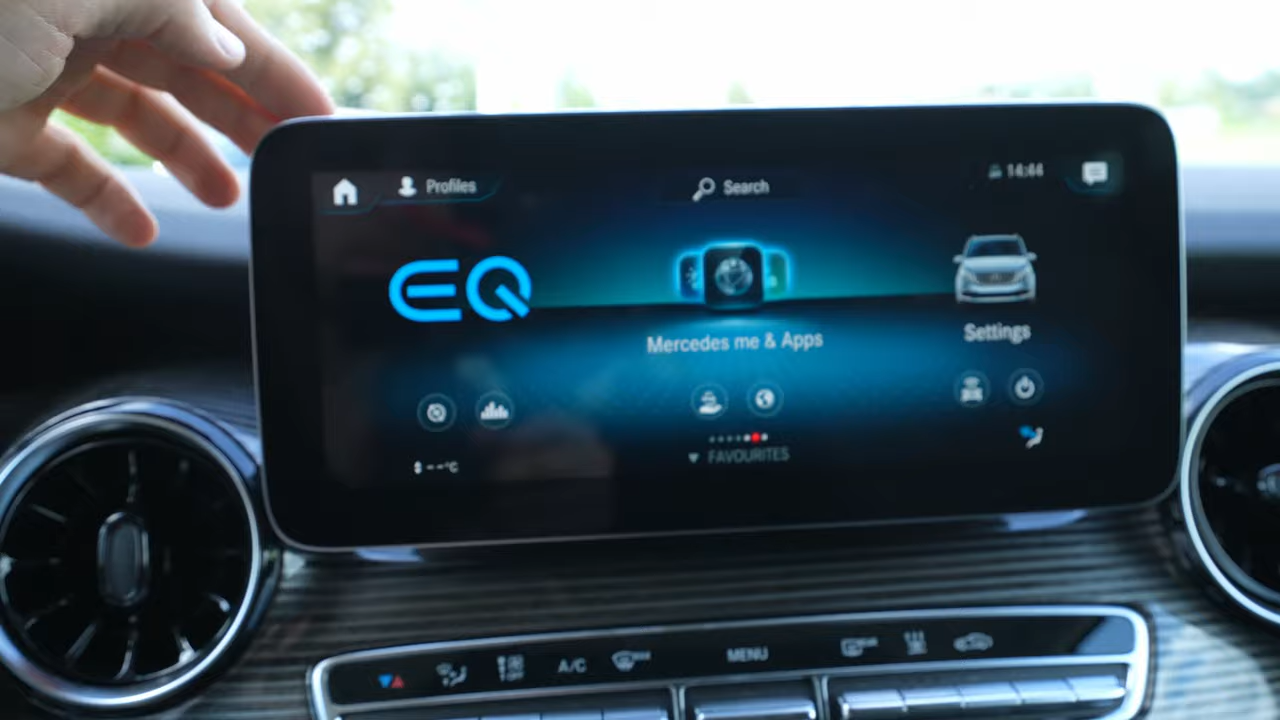 Profiles
Search
14:44
EQ
Mercedes me & Apps
Settings
--°C
FAVOURITES
A/C
MENU